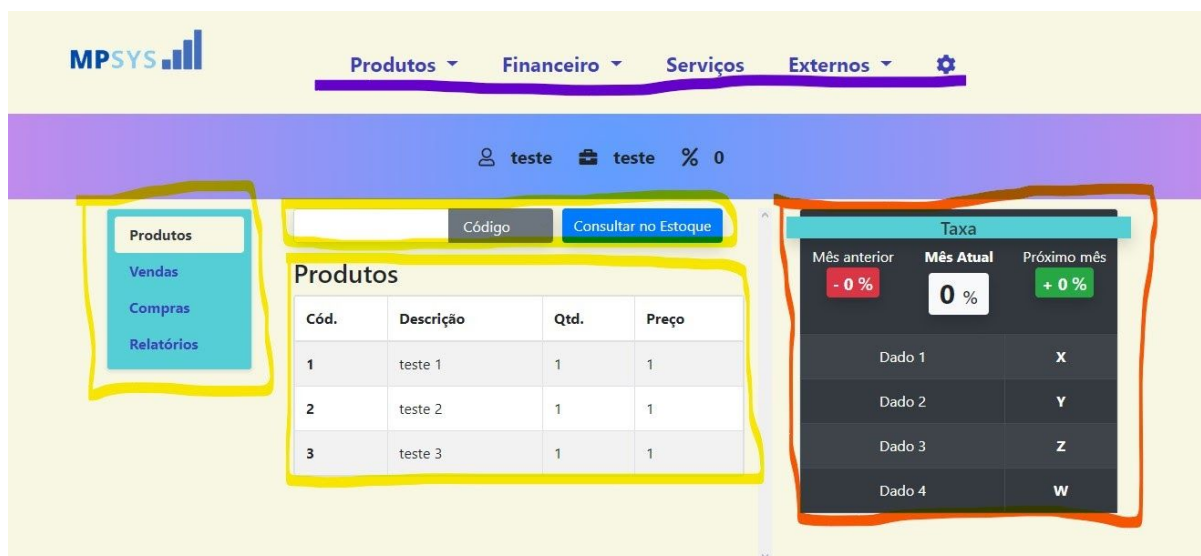 MPSYS
Produtos Financeiro Serviços Externos
teste teste % 0
Produtos
Vendas
Compras
Relatórios
Código Consultar no Estoque
Produtos
Cód. Descrição Qtd. Preço
1 teste 1 1 1
2 teste 2 1 1
3 teste 3 1 1
Taxa
Mês anterior Mês Atual Próximo mês
- 0 % 0 % + 0 %
Dado 1 X
Dado 2 Y
Dado 3 Z
Dado 4 W